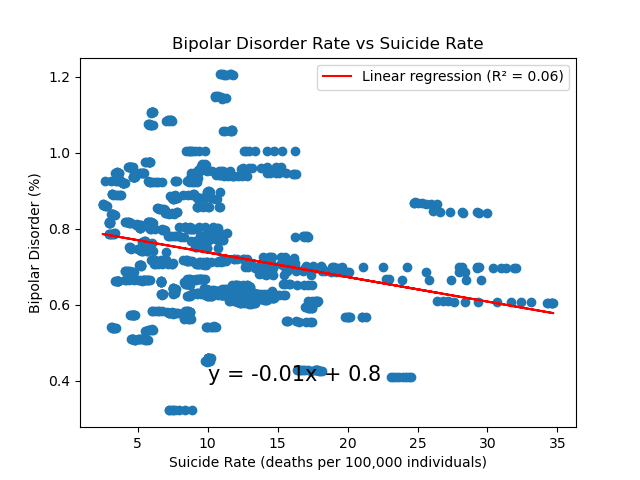 Bipolar Disorder Rate vs Suicide Rate
Linear regression (R² = 0.06)
1.2
1.0
0.8
0.6
0.4
Bipolar Disorder (%)
y = -0.01x + 0.8
5 10 15 20 25 30 35
Suicide Rate (deaths per 100,000 individuals)